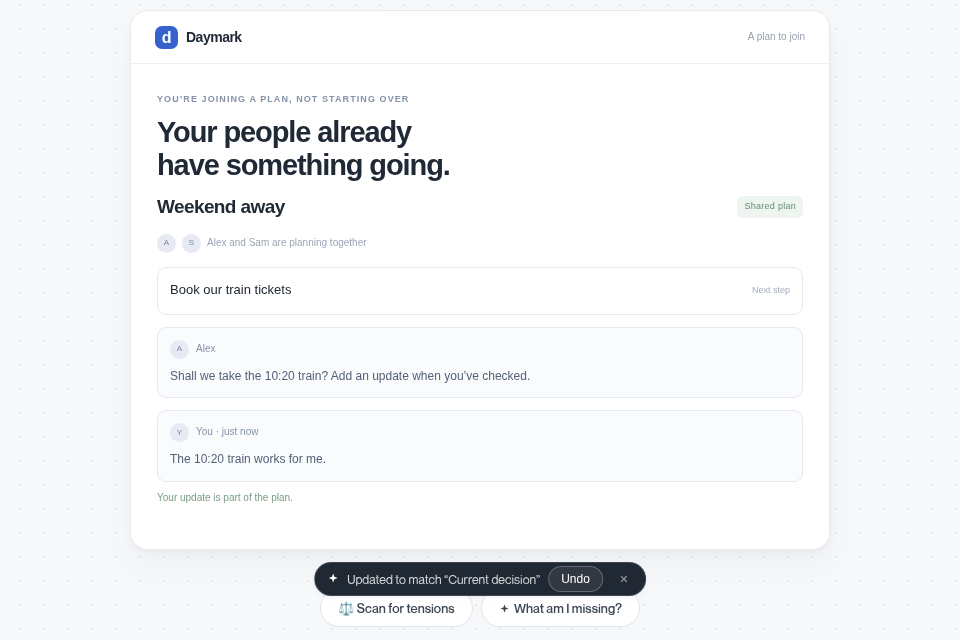 d Daymark
A plan to join
YOU'RE JOINING A PLAN, NOT STARTING OVER
Your people already
have something going.
Weekend away
Shared plan
A S Alex and Sam are planning together
Book our train tickets
Next step
A Alex
Shall we take the 10:20 train? Add an update when you've checked.
Y You · just now
The 10:20 train works for me.
Your update is part of the plan.
Updated to match “Current decision” Undo ×
Scan for tensions
What am I missing?